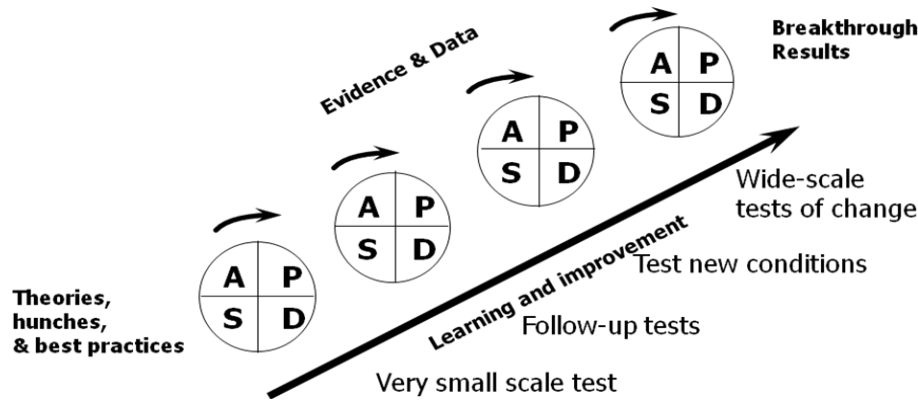 Breakthrough
Results
Evidence & Data
A P
S D
A P
S D
A P
S D
A P
S D
Theories,
hunches,
& best practices
Learning and improvement
Very small scale test
Follow-up tests
Test new conditions
Wide-scale
tests of change